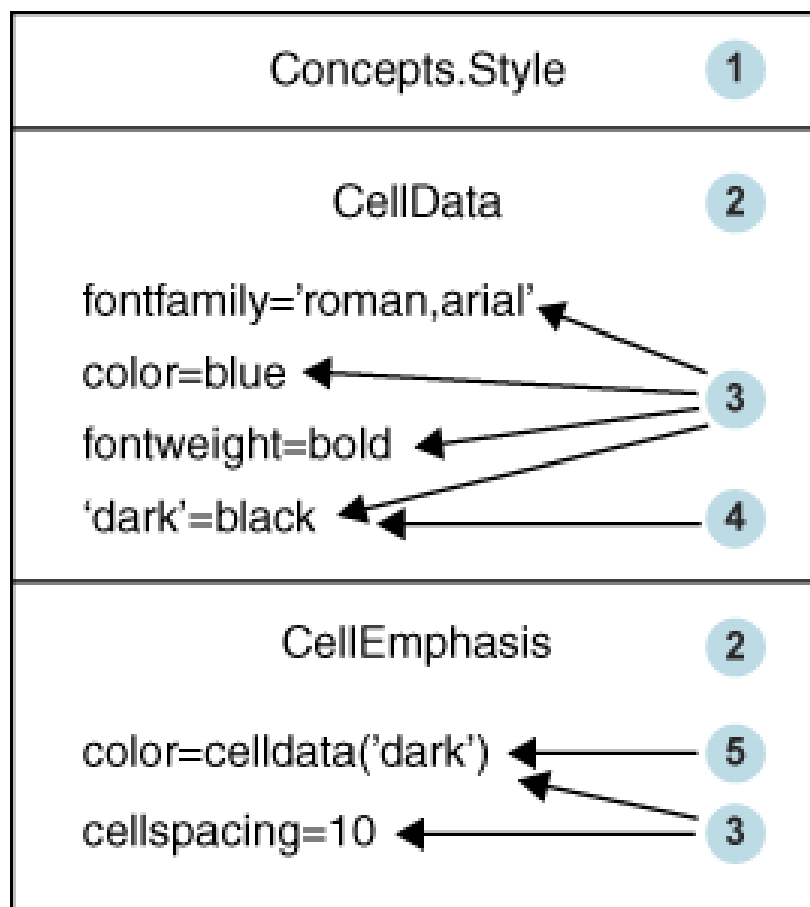 Concepts.Style 1
CellData 2
fontfamily=’roman,arial’
color=blue
3
fontweight=bold
‘dark’=black 4
CellEmphasis 2
color=celldata(’dark’) 5
cellspacing=10 3